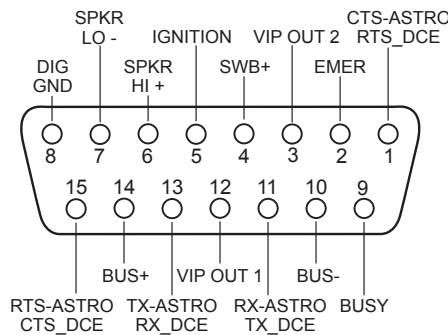 SPKR
LO -
IGNITION
VIP OUT 2
CTS-ASTRO
RTS_DCE
DIG
GND
SPKR
HI +
SWB+
EMER
8 7 6 5 4 3 2 1
15 14 13 12 11 10 9
BUS+
VIP OUT 1
BUS-
RTS-ASTRO
CTS_DCE
TX-ASTRO
RX_DCE
RX-ASTRO
TX_DCE
BUSY